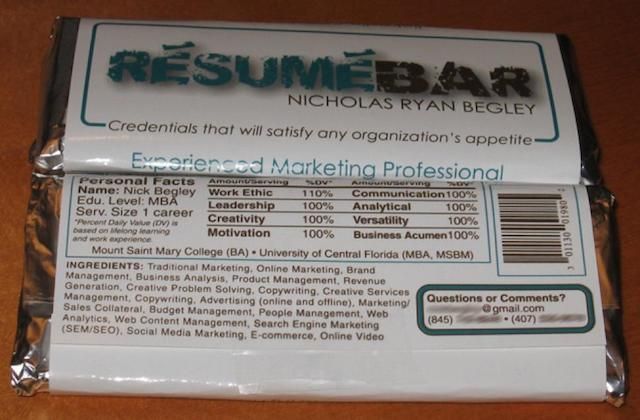 RÉSUMÉBAR
NICHOLAS RYAN BEGLEY
Credentials that will satisfy any organization's appetite
Experienced Marketing Professional
Personal Facts
Name: Nick Begley
Edu. Level: MBA
Serv. Size 1 career
*Percent Daily Value (DV) is
based on lifelong learning
and work experience.
Amount/Serving %DV* Amount/Serving %DV*
Work Ethic 110% Communication 100%
Leadership 100% Analytical 100%
Creativity 100% Versatility 100%
Motivation 100% Business Acumen 100%
Mount Saint Mary College (BA) • University of Central Florida (MBA, MSBM)
INGREDIENTS: Traditional Marketing, Online Marketing, Brand
Management, Business Analysis, Product Management, Revenue
Generation, Creative Problem Solving, Copywriting, Creative Services
Management, Copywriting, Advertising (online and offline), Marketing/
Sales Collateral, Budget Management, People Management, Web
Analytics, Web Content Management, Search Engine Marketing
(SEM/SEO), Social Media Marketing, E-commerce, Online Video
Questions or Comments?
@gmail.com
(845) • (407)